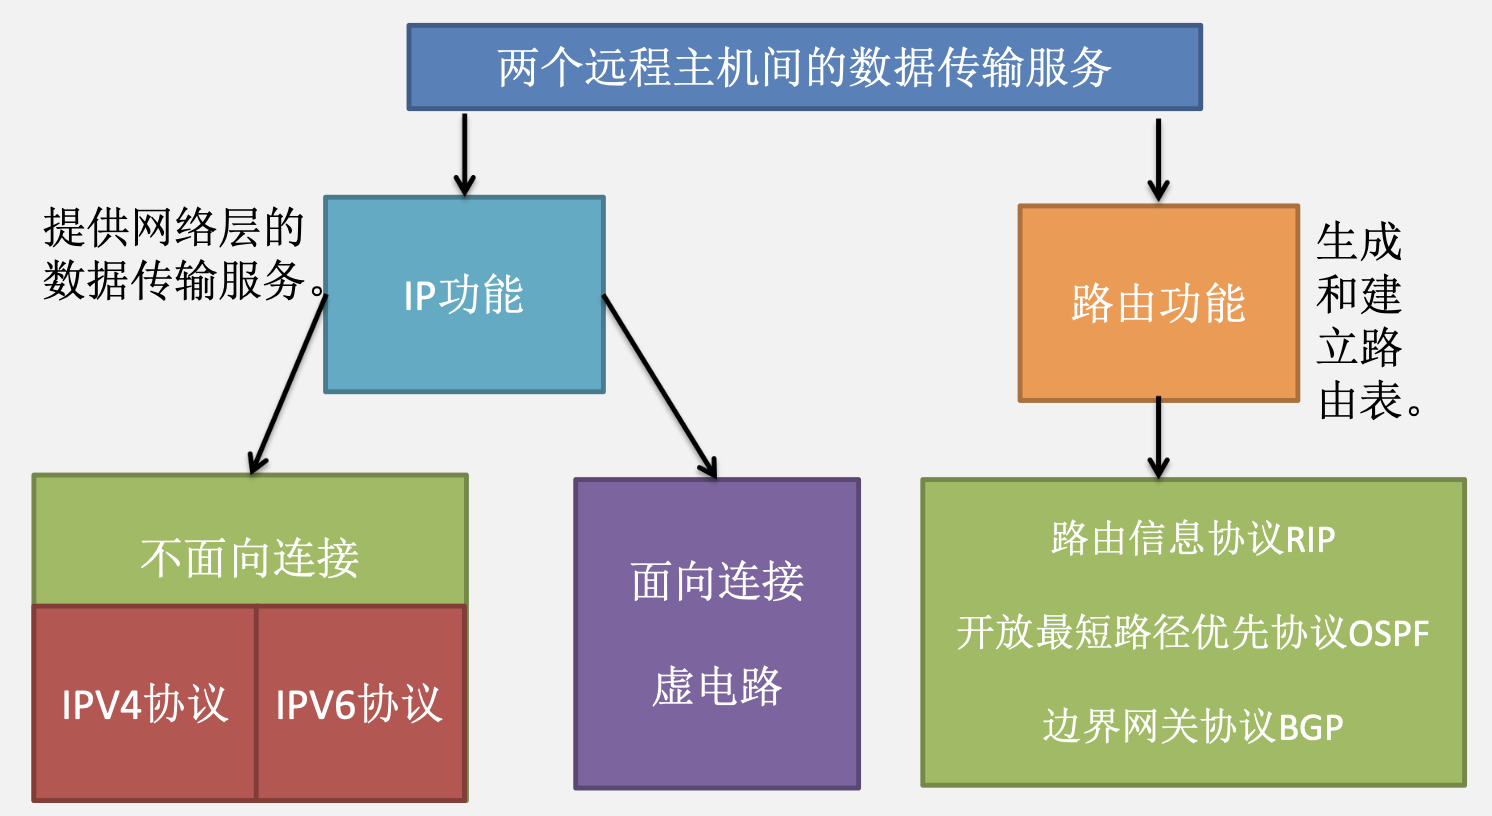 两个远程主机间的数据传输服务
提供网络层的
数据传输服务。
IP功能
路由功能
生成
和建
立路
由表。
不面向连接
IPV4协议
IPV6协议
面向连接
虚电路
路由信息协议RIP
开放最短路径优先协议OSPF
边界网关协议BGP